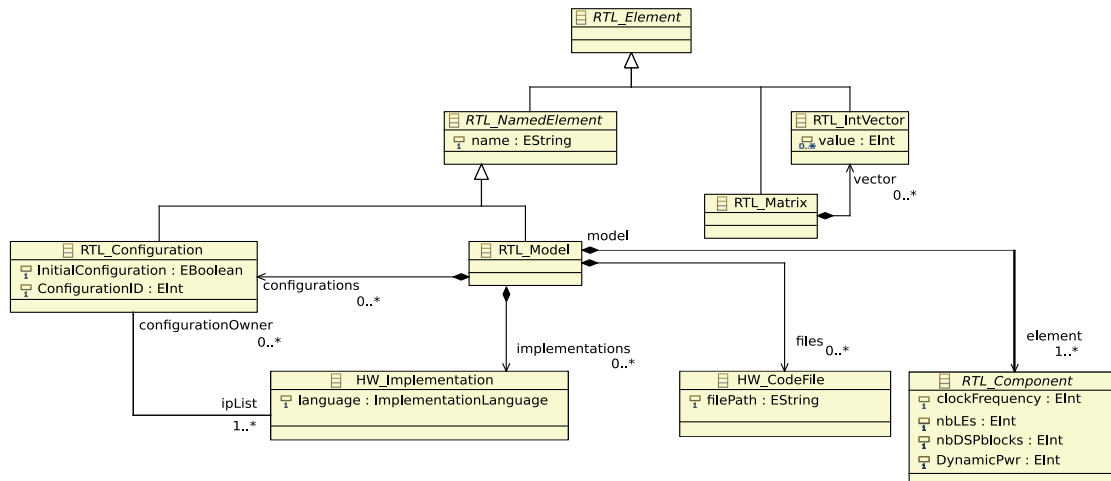 RTL_Element
RTL_NamedElement
name : EString
RTL_IntVector
0..* value : EInt
vector
0..*
RTL_Matrix
RTL_Configuration
InitialConfiguration : EBoolean
ConfigurationID : EInt
RTL_Model
model
configurations
0..*
configurationOwner
0..*
implementations
0..*
files
0..*
element
1..*
HW_Implementation
language : ImplementationLanguage
ipList
1..*
HW_CodeFile
filePath : EString
RTL_Component
clockFrequency : EInt
nbLEs : EInt
nbDSPblocks : EInt
DynamicPwr : EInt